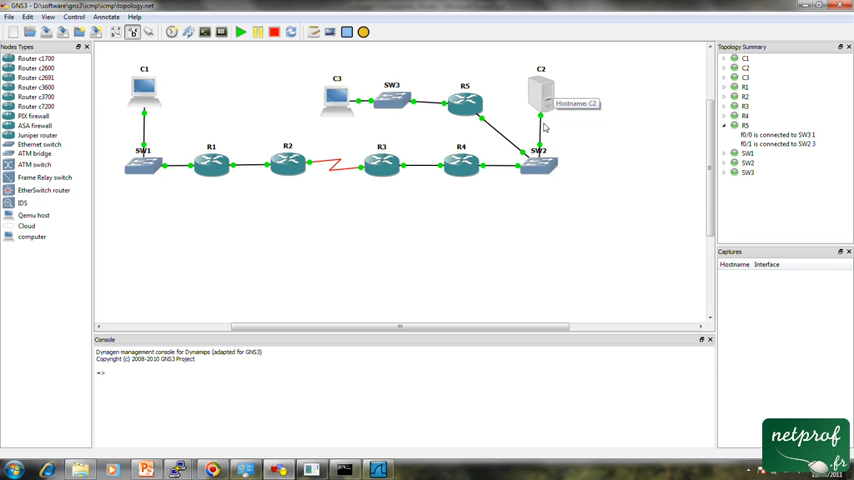 GNS3 - D:\software\gns3\icmp\icmp\topology.net
File Edit View Control Annotate Help
Nodes Types
Router c1700
Router c2600
Router c2691
Router c3600
Router c3700
Router c7200
PIX firewall
ASA firewall
Juniper router
Ethernet switch
ATM bridge
ATM switch
Frame Relay switch
EtherSwitch router
IDS
Qemu host
Cloud
computer
C1
C3
SW3
R5
C2
Hostname: C2
SW1
R1
R2
R3
R4
SW2
Topology Summary
C1
C2
C3
R1
R2
R3
R4
R5
f0/0 is connected to SW3 1
f0/1 is connected to SW2 3
SW1
SW2
SW3
Captures
Hostname Interface
Console
Dynagen management console for Dynamips (adapted for GNS3)
Copyright (c) 2008-2010 GNS3 Project
=>
netprof
.fr